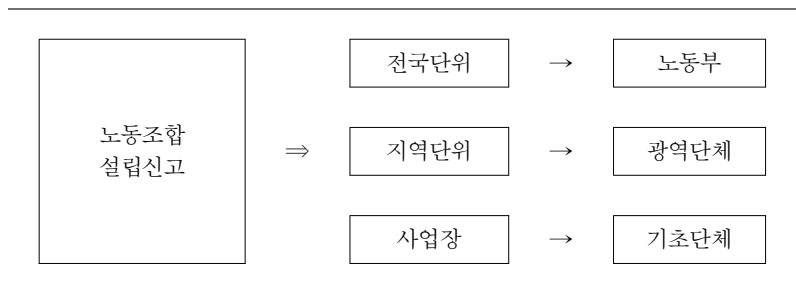 전국단위 → 노동부
노동조합
설립신고
⇒ 지역단위 → 광역단체
사업장 → 기초단체